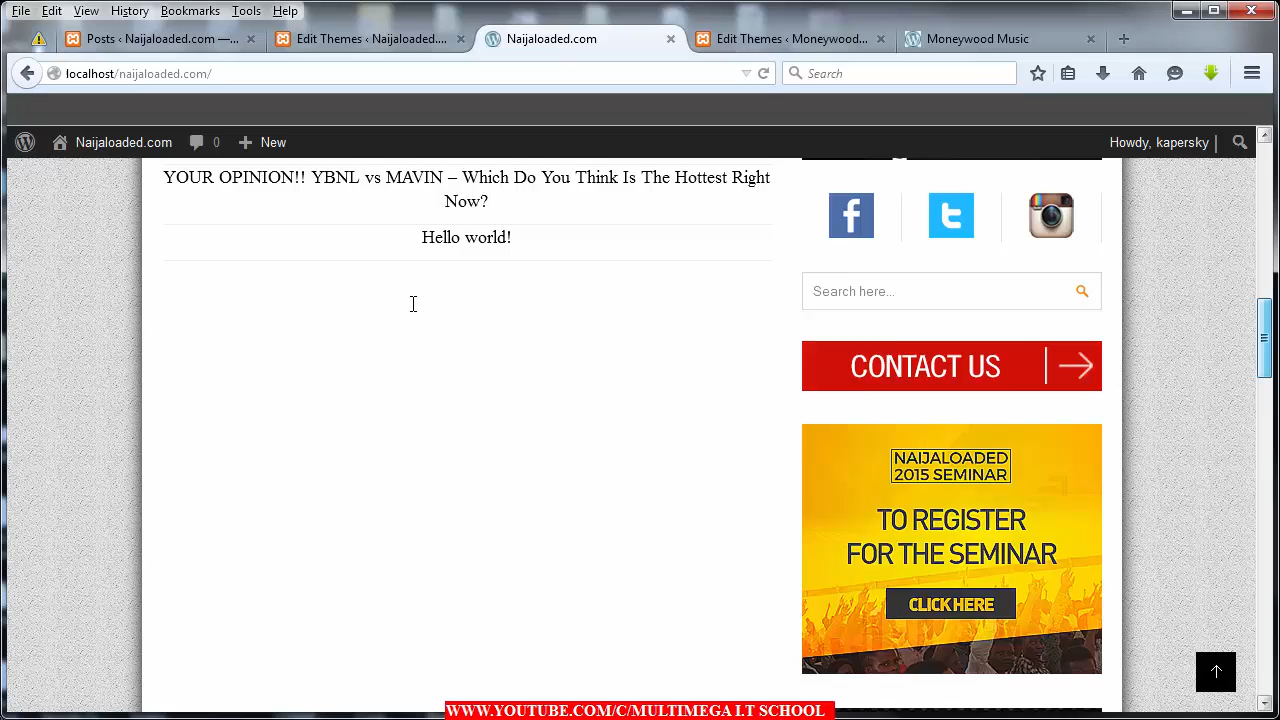 File Edit View History Bookmarks Tools Help
Posts ‹ Naijaloaded.com —...
Edit Themes ‹ Naijaloaded....
Naijaloaded.com
Edit Themes ‹ Moneywood...
Moneywood Music
localhost/naijaloaded.com/
Search
Naijaloaded.com 0 New
Howdy, kapersky
YOUR OPINION!! YBNL vs MAVIN – Which Do You Think Is The Hottest Right
Now?
Hello world!
Search here...
CONTACT US
NAIJALOADED
2015 SEMINAR
TO REGISTER
FOR THE SEMINAR
CLICK HERE
WWW.YOUTUBE.COM/C/MULTIMEGA I.T SCHOOL